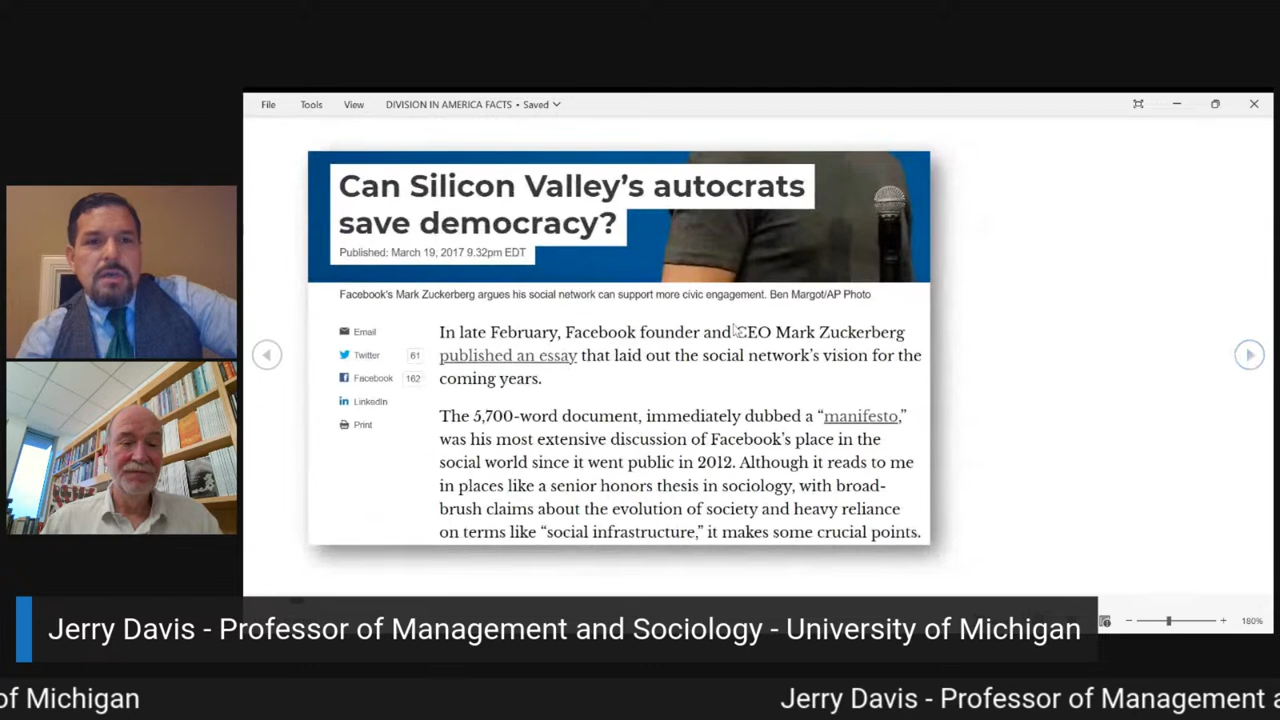 File Tools View DIVISION IN AMERICA FACTS • Saved
Can Silicon Valley's autocrats
save democracy?
Published: March 19, 2017 9.32pm EDT
Facebook's Mark Zuckerberg argues his social network can support more civic engagement. Ben Margot/AP Photo
Email
Twitter 61
Facebook 162
LinkedIn
Print
In late February, Facebook founder and CEO Mark Zuckerberg
published an essay that laid out the social network's vision for the
coming years.
The 5,700-word document, immediately dubbed a “manifesto,”
was his most extensive discussion of Facebook's place in the
social world since it went public in 2012. Although it reads to me
in places like a senior honors thesis in sociology, with broad-
brush claims about the evolution of society and heavy reliance
on terms like “social infrastructure,” it makes some crucial points.
180%
Jerry Davis - Professor of Management and Sociology - University of Michigan
of Michigan
Jerry Davis - Professor of Management a